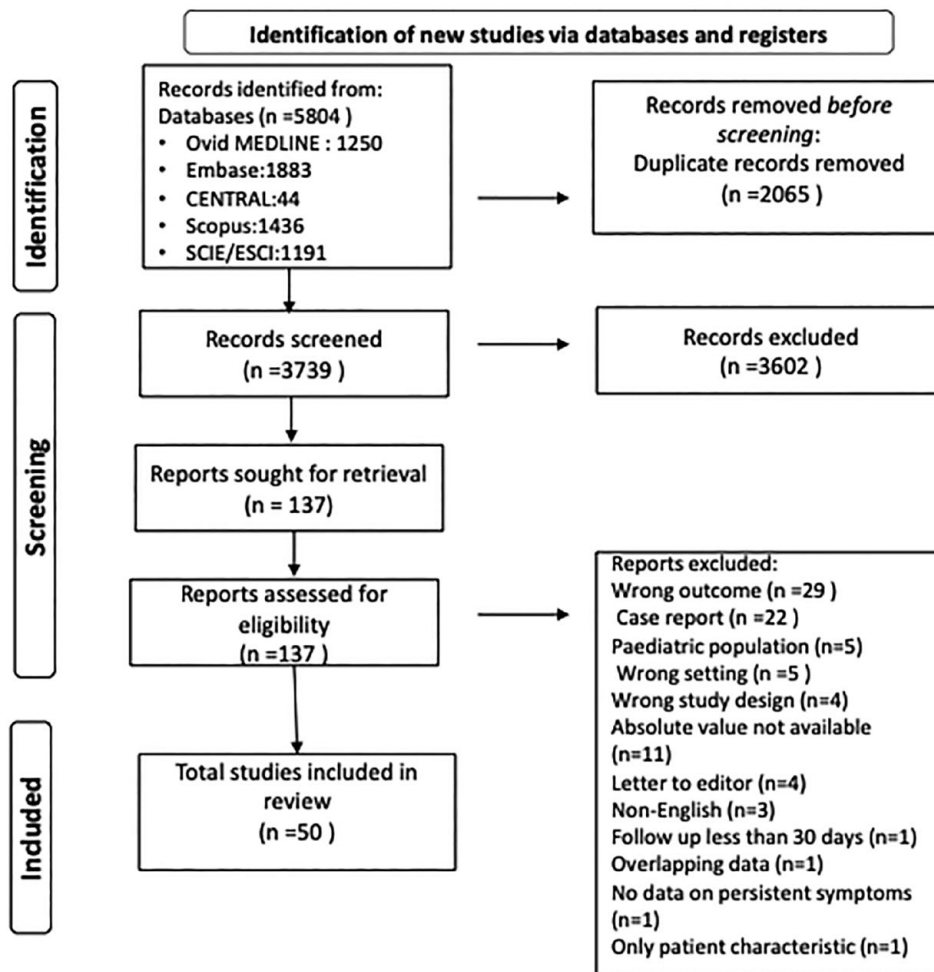 Identification of new studies via databases and registers
Identification
Records identified from:
Databases (n =5804 )
• Ovid MEDLINE : 1250
• Embase:1883
• CENTRAL:44
• Scopus:1436
• SCIE/ESCI:1191
Records removed before
screening:
Duplicate records removed
(n =2065 )
Screening
Records screened
(n =3739 )
Records excluded
(n =3602 )
Reports sought for retrieval
(n = 137)
Reports assessed for
eligibility
(n =137 )
Reports excluded:
Wrong outcome (n =29 )
Case report (n =22 )
Paediatric population (n=5)
Wrong setting (n =5 )
Wrong study design (n=4)
Absolute value not available
(n=11)
Letter to editor (n=4)
Non-English (n=3)
Follow up less than 30 days (n=1)
Overlapping data (n=1)
No data on persistent symptoms
(n=1)
Only patient characteristic (n=1)
Included
Total studies included in
review
(n =50 )